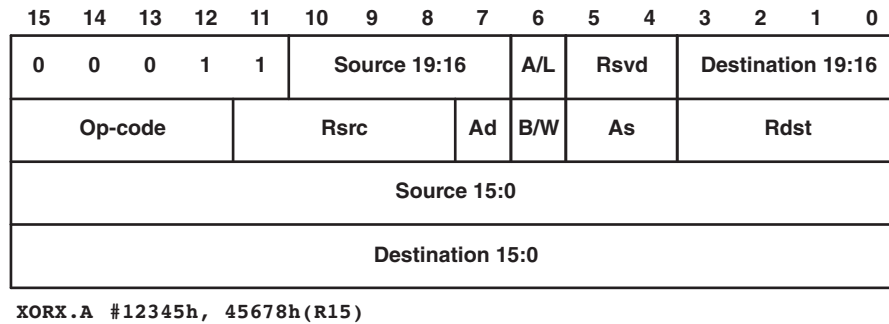 15 14 13 12 11 10 9 8 7 6 5 4 3 2 1 0
0 0 0 1 1 Source 19:16 A/L Rsvd Destination 19:16
Op-code Rsrc Ad B/W As Rdst
Source 15:0
Destination 15:0
XORX.A #12345h, 45678h(R15)